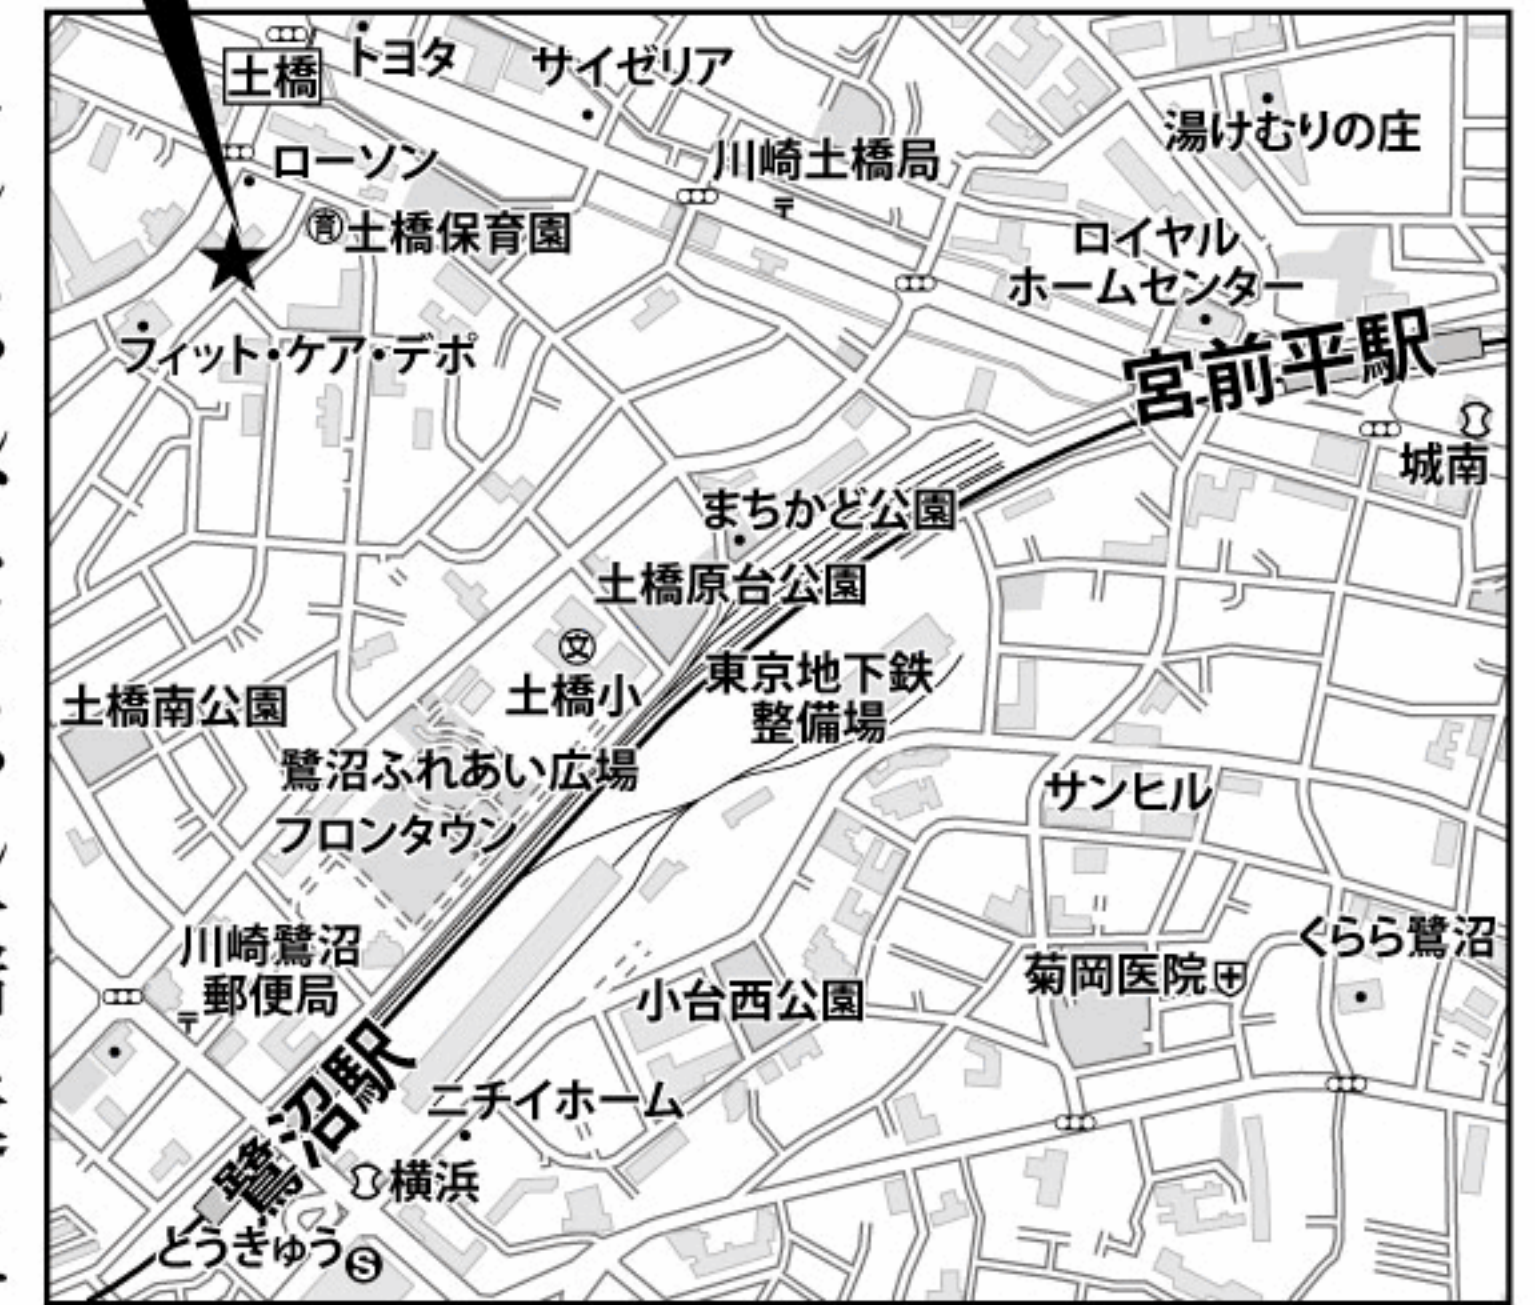 トヨタ
土橋
サイゼリア
ローソン
川崎土橋局
〒
湯けむりの庄
育
土橋保育園
ロイヤル
ホームセンター
フィット・ケア・デポ
宮前平駅
城南
まちかど公園
土橋原台公園
文
土橋小
東京地下鉄
整備場
土橋南公園
鷺沼ふれあい広場
フロンタウン
サンヒル
川崎鷺沼
郵便局
〒
小台西公園
菊岡医院
くらら鷺沼
鷺沼駅
ニチイホーム
横浜
とうきゅう
S